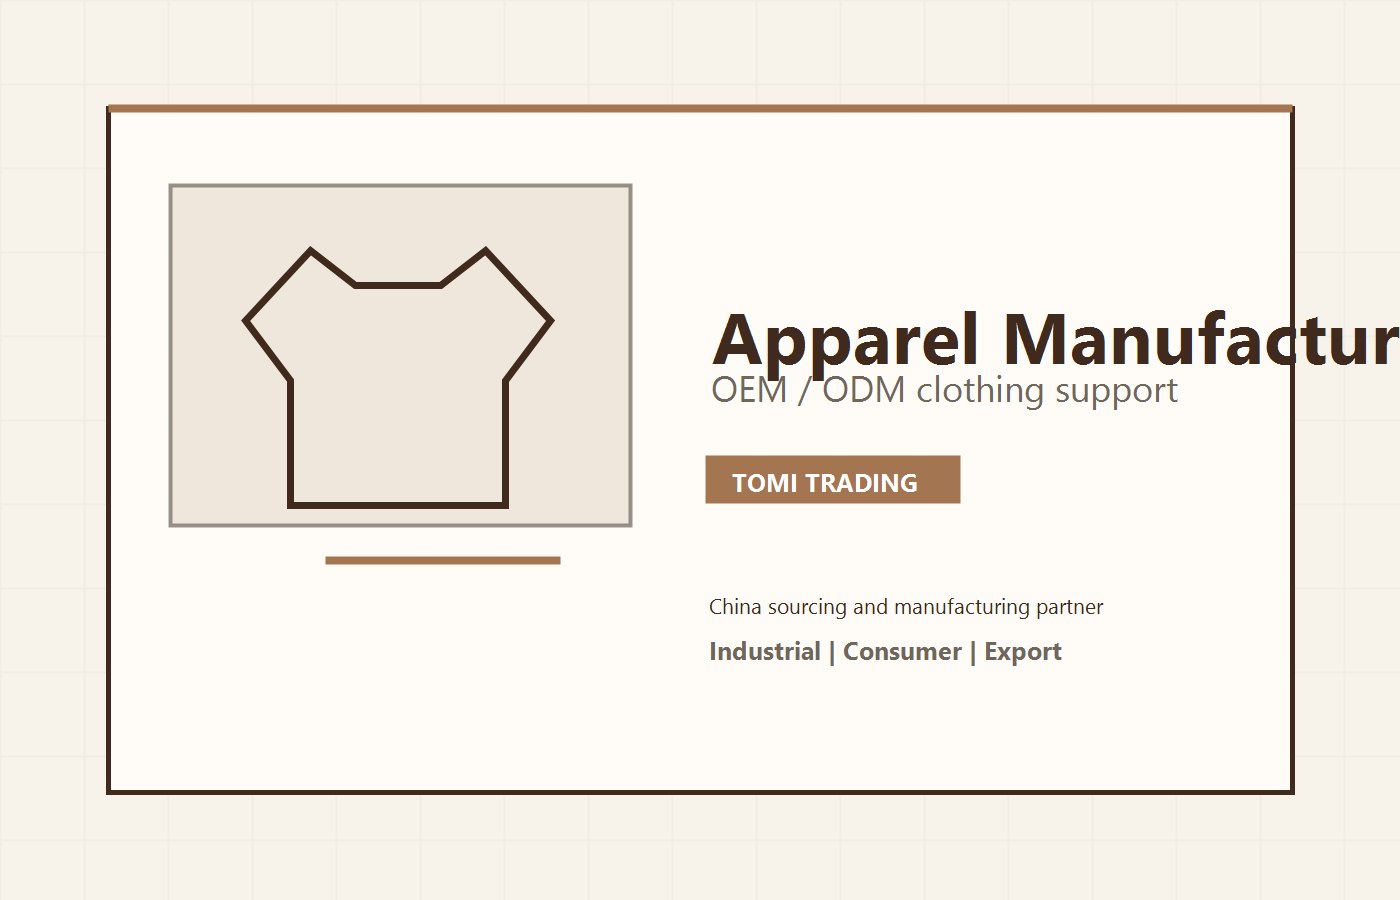 Apparel Manufactur
OEM / ODM clothing support
TOMI TRADING
China sourcing and manufacturing partner
Industrial | Consumer | Export